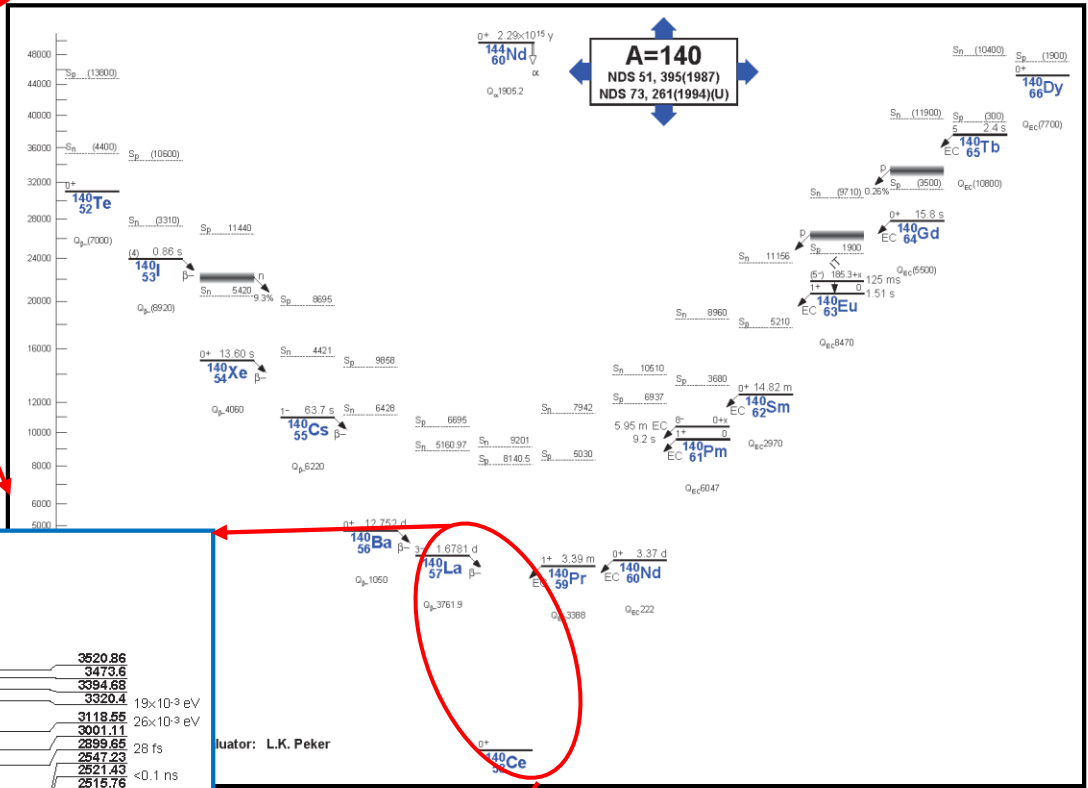 A=140
NDS 51, 395(1987)
NDS 73, 261(1994)(U)
0+ 2.29×10¹⁵ y
144 60 Nd
α
Qα1905.2
48000
44000
40000
36000
32000
28000
24000
20000
16000
12000
10000
8000
6000
5000
Sp (13800)
Sn (4400)
0+
140 52 Te
Qβ-(7000)
Sp (10600)
Sn (3310)
(4) 0.86 s
140 53 I
β−
Qβ-(8920)
Sp 11440
n
Sn 5420
9.3%
0+ 13.60 s
140 54 Xe
β−
Qβ-4060
Sp 8695
Sn 4421
1- 63.7 s
140 55 Cs
β−
Qβ-6220
Sp 9858
Sn 6428
0+ 12.752 d
140 56 Ba
β−
Qβ-1050
Sp 6695
Sn 5160.97
3- 1.6781 d
140 57 La
β−
Qβ-3761.9
Sn 9201
Sp 8140.5
0+
140 58 Ce
Sn 7942
Sp 5030
1+ 3.39 m
140 59 Pr
EC
QEC3388
0+ 3.37 d
140 60 Nd
EC
QEC222
Sn 10510
Sp 6937
Sn 8960
Sp 3680
5.95 m EC 8- 0+x
9.2 s 1+ 0
140 61 Pm
EC
QEC6047
Sn 11156
Sp 5210
0+ 14.82 m
140 62 Sm
EC
QEC2970
Sn (9710)
p
Sp 1900
IT
(5-) 185.3+x 125 ms
1+ 0 1.51 s
140 63 Eu
EC
QEC8470
Sn (11900)
p
0.26%
Sp (3500)
0+ 15.8 s
140 64 Gd
EC
QEC(5500)
Sn (10400)
Sp (300)
5 2.4 s
140 65 Tb
EC
QEC(10800)
Sp (1900)
0+
140 66 Dy
QEC(7700)
3520.86
3473.6
3394.68
3320.4 19×10⁻³ eV
3118.55 26×10⁻³ eV
3001.11
2899.65 28 fs
2547.23
2521.43 <0.1 ns
2515.76
luator: L.K. Peker